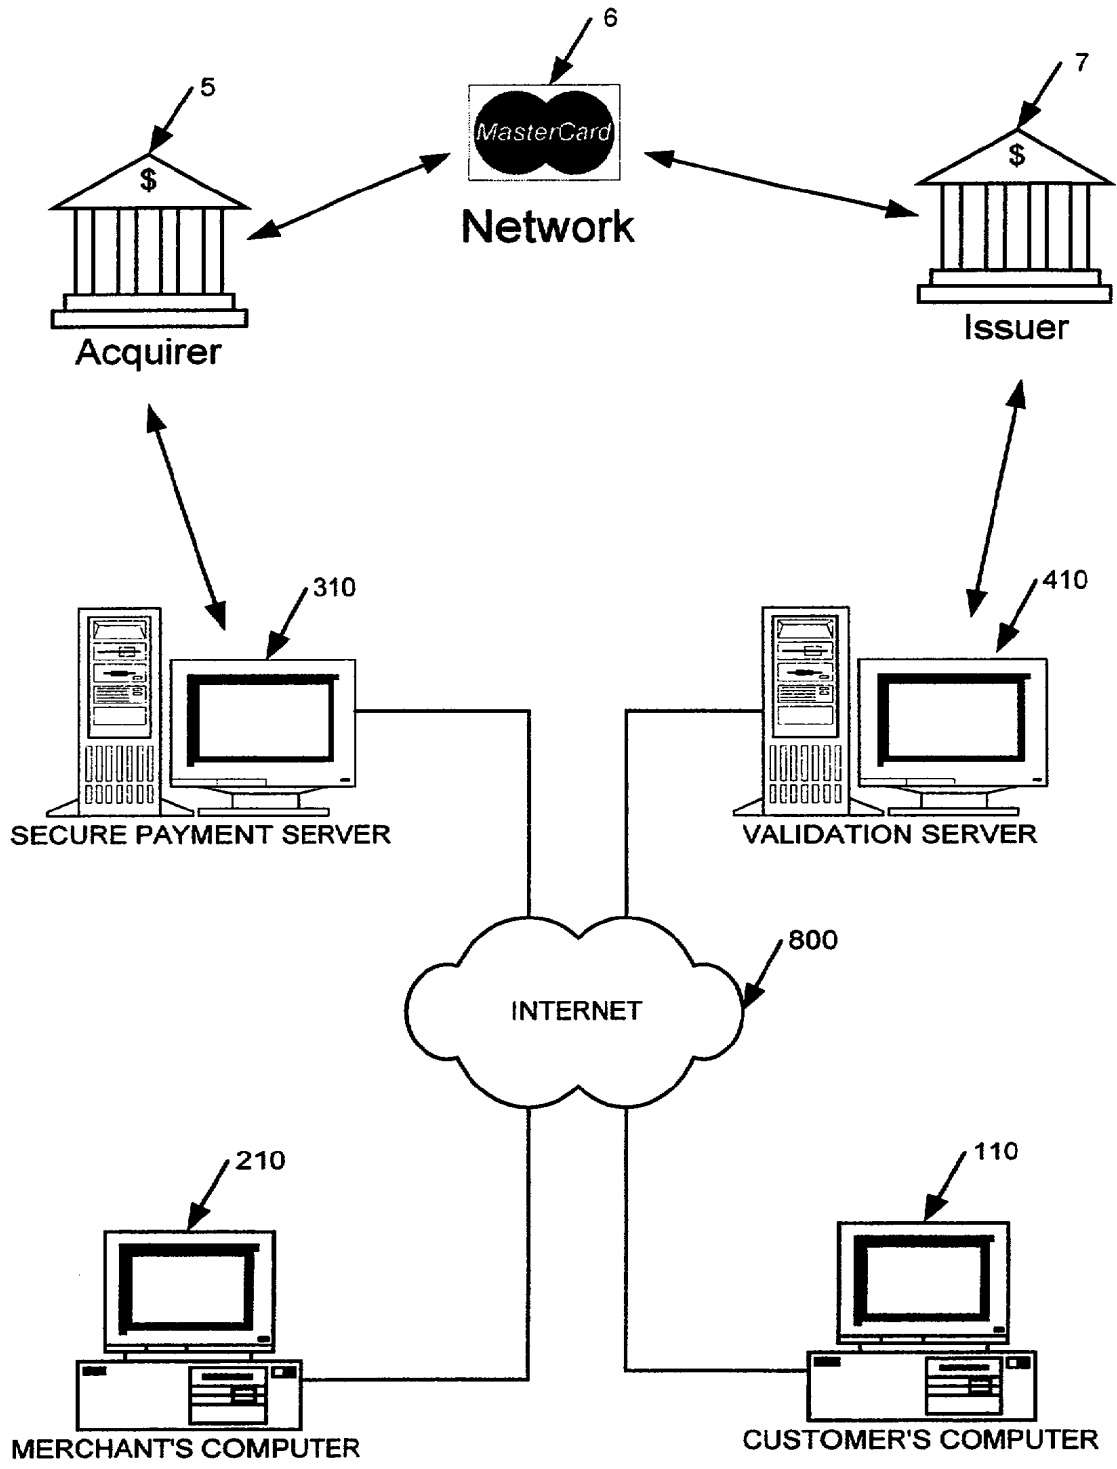 6
5
7
$
MasterCard
$
Network
Issuer
Acquirer
310
410
SECURE PAYMENT SERVER
VALIDATION SERVER
800
INTERNET
210
110
MERCHANT'S COMPUTER
CUSTOMER'S COMPUTER